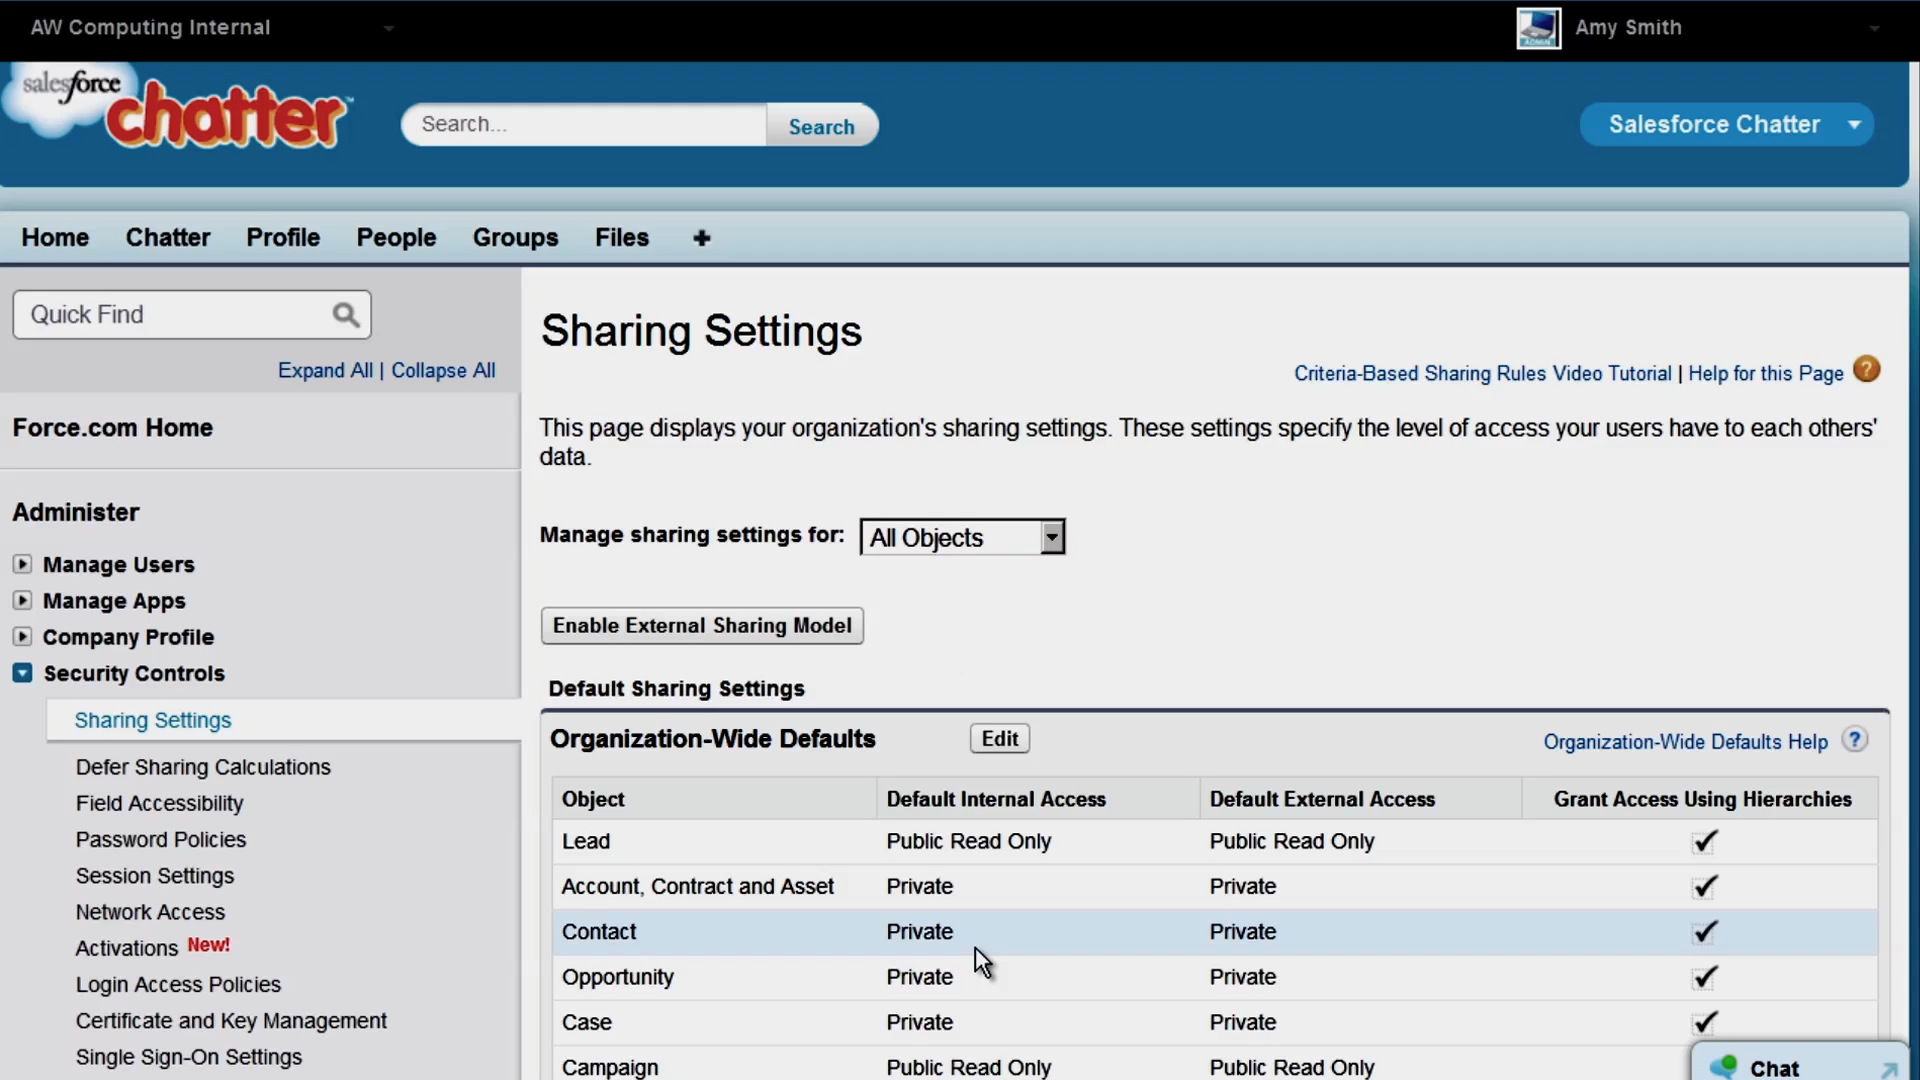 AW Computing Internal
Amy Smith
salesforce
chatter
Search...
Search
Salesforce Chatter
Home Chatter Profile People Groups Files +
Quick Find
Expand All | Collapse All
Force.com Home
Administer
Manage Users
Manage Apps
Company Profile
Security Controls
Sharing Settings
Defer Sharing Calculations
Field Accessibility
Password Policies
Session Settings
Network Access
Activations New!
Login Access Policies
Certificate and Key Management
Single Sign-On Settings
Sharing Settings
Criteria-Based Sharing Rules Video Tutorial | Help for this Page ?
This page displays your organization's sharing settings. These settings specify the level of access your users have to each others'
data.
Manage sharing settings for: All Objects
Enable External Sharing Model
Default Sharing Settings
Organization-Wide Defaults Edit Organization-Wide Defaults Help ?
Object Default Internal Access Default External Access Grant Access Using Hierarchies
Lead Public Read Only Public Read Only ✓
Account, Contract and Asset Private Private ✓
Contact Private Private ✓
Opportunity Private Private ✓
Case Private Private ✓
Campaign Public Read Only Public Read Only
Chat